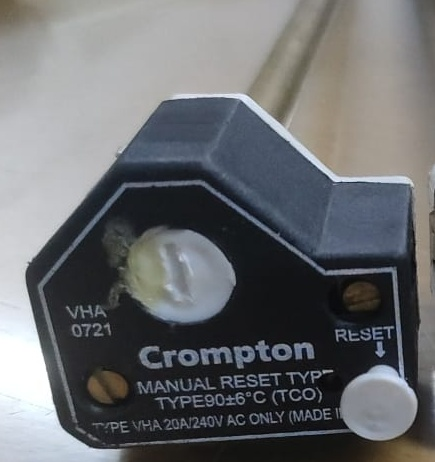 VHA
0721
RESET
Crompton
MANUAL RESET TYPE
TYPE90±6°C (TCO)
TYPE VHA 20A/240V AC ONLY (MADE